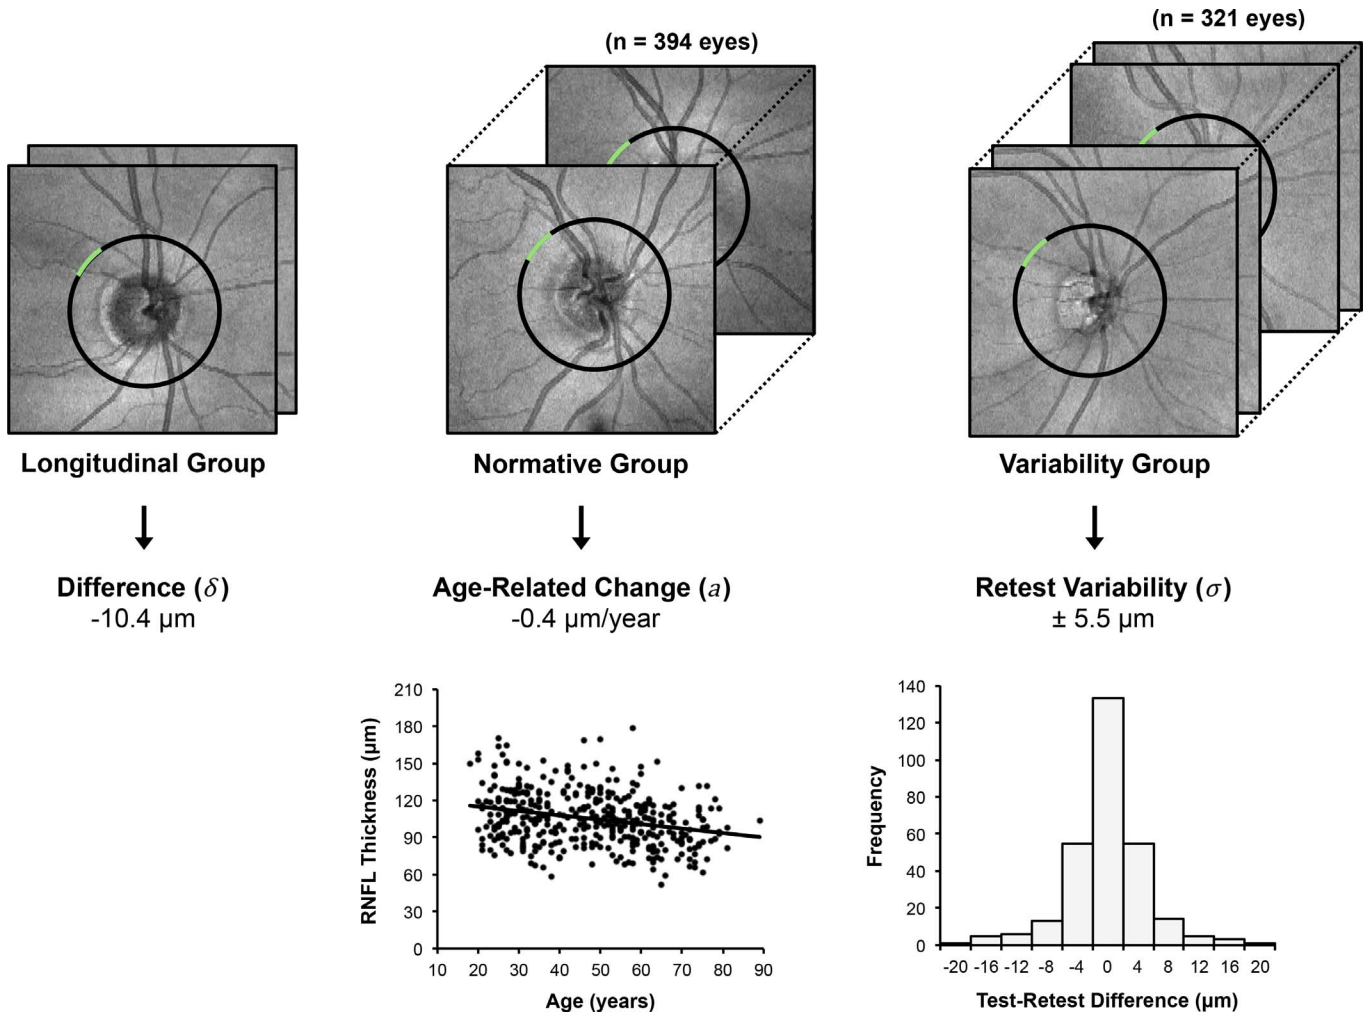 (n = 394 eyes)
(n = 321 eyes)
Longitudinal Group
Normative Group
Variability Group
Difference (δ)
-10.4 µm
Age-Related Change (a)
-0.4 µm/year
Retest Variability (σ)
± 5.5 µm
RNFL Thickness (µm)
210
180
150
120
90
60
30
0
10 20 30 40 50 60 70 80 90
Age (years)
Frequency
140
120
100
80
60
40
20
0
-20 -16 -12 -8 -4 0 4 8 12 16 20
Test-Retest Difference (µm)